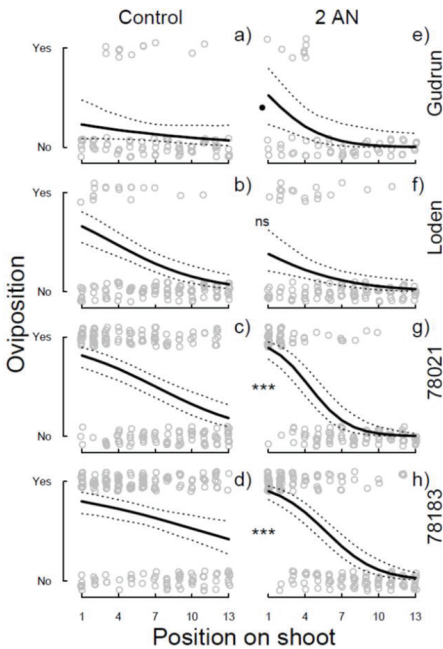 Control
2 AN
a)
e)
Gudrun
Yes
No
b)
f)
Loden
Yes
No
ns
c)
g)
78021
Yes
No
***
d)
h)
78183
Yes
No
***
Oviposition
1 4 7 10 13
1 4 7 10 13
Position on shoot